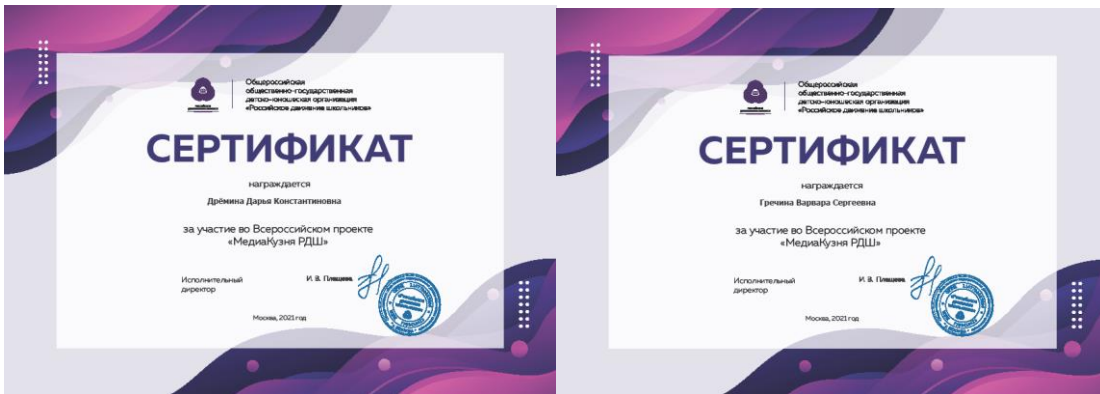 Общероссийская
общественно-государственная
детско-юношеская организация
«Российское движение школьников»
СЕРТИФИКАТ
награждается
Дрёмина Дарья Константиновна
за участие во Всероссийском проекте
«МедиаКузня РДШ»
Исполнительный
директор
И. В. Плешаева
Москва, 2021 год
Общероссийская
общественно-государственная
детско-юношеская организация
«Российское движение школьников»
СЕРТИФИКАТ
награждается
Гречина Варвара Сергеевна
за участие во Всероссийском проекте
«МедиаКузня РДШ»
Исполнительный
директор
И. В. Плешаева
Москва, 2021 год